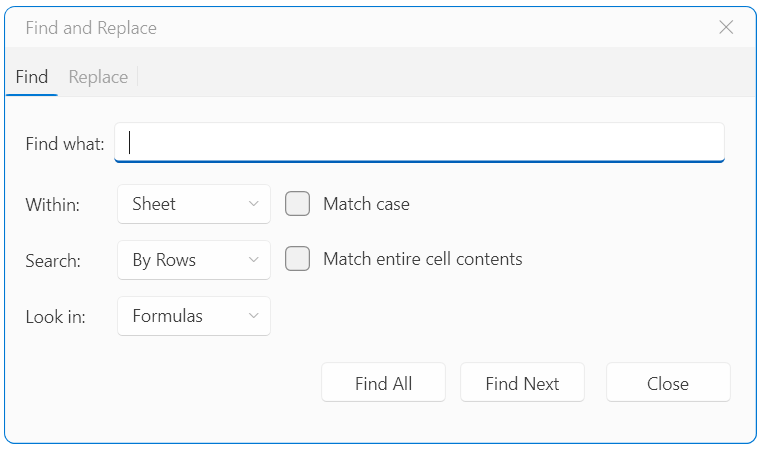 Find and Replace
Find Replace
Find what:
Within: Sheet Match case
Search: By Rows Match entire cell contents
Look in: Formulas
Find All Find Next Close